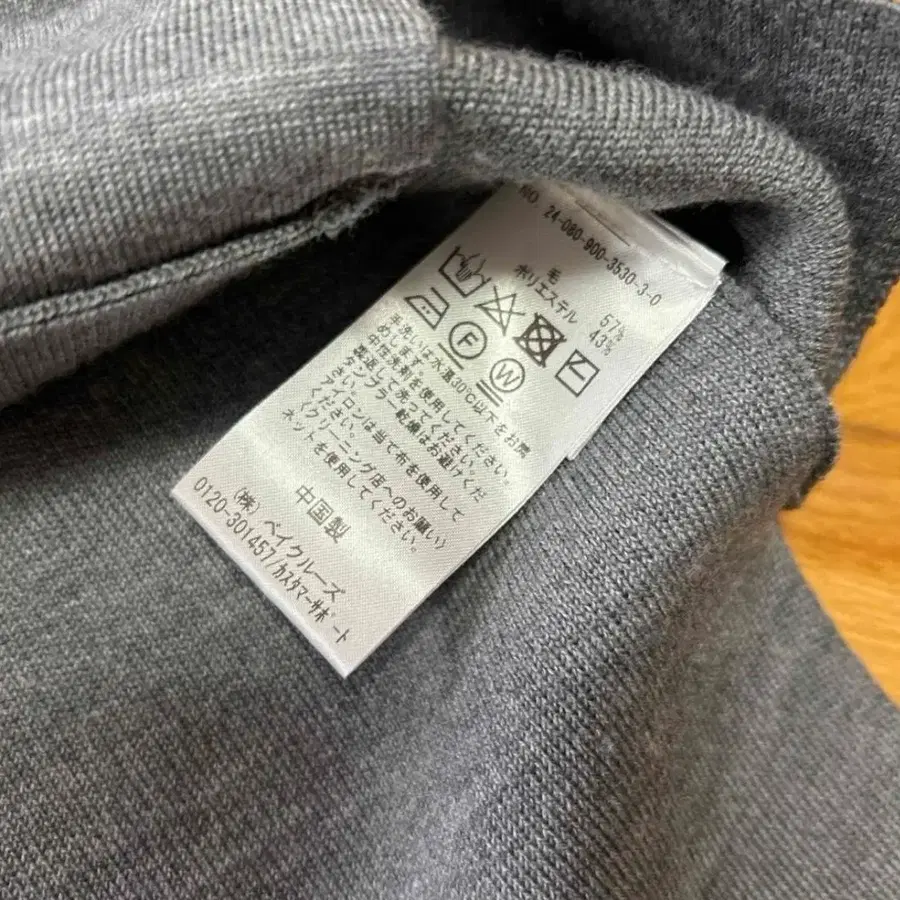 NO. 24-080-900-3530-3-0
毛 57%
ポリエステル 43%
F W
手洗いは水温30℃以下をお薦
めします。
中性洗剤を使用してください。
裏返して洗ってください。
タンブラー乾燥はお避けくだ
さい。
アイロンは当て布を使用して
ください。
(クリーニング店へのお願い)
ネットを使用してください。
中国製
(株) ベイクルーズ
0120-301457/カスタマーサポート